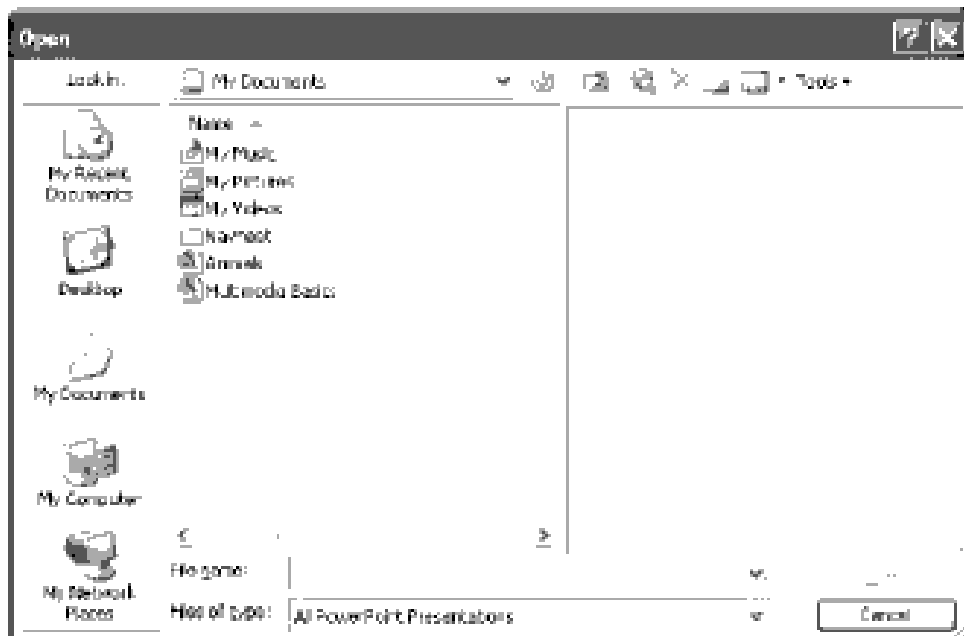 Open
Look in:
My Documents
Tools
Name
My Music
My Pictures
My Videos
Navneet
Animals
Multimedia Basics
My Recent
Documents
Desktop
My Documents
My Computer
My Network
Places
File name:
Files of type:
All PowerPoint Presentations
Cancel